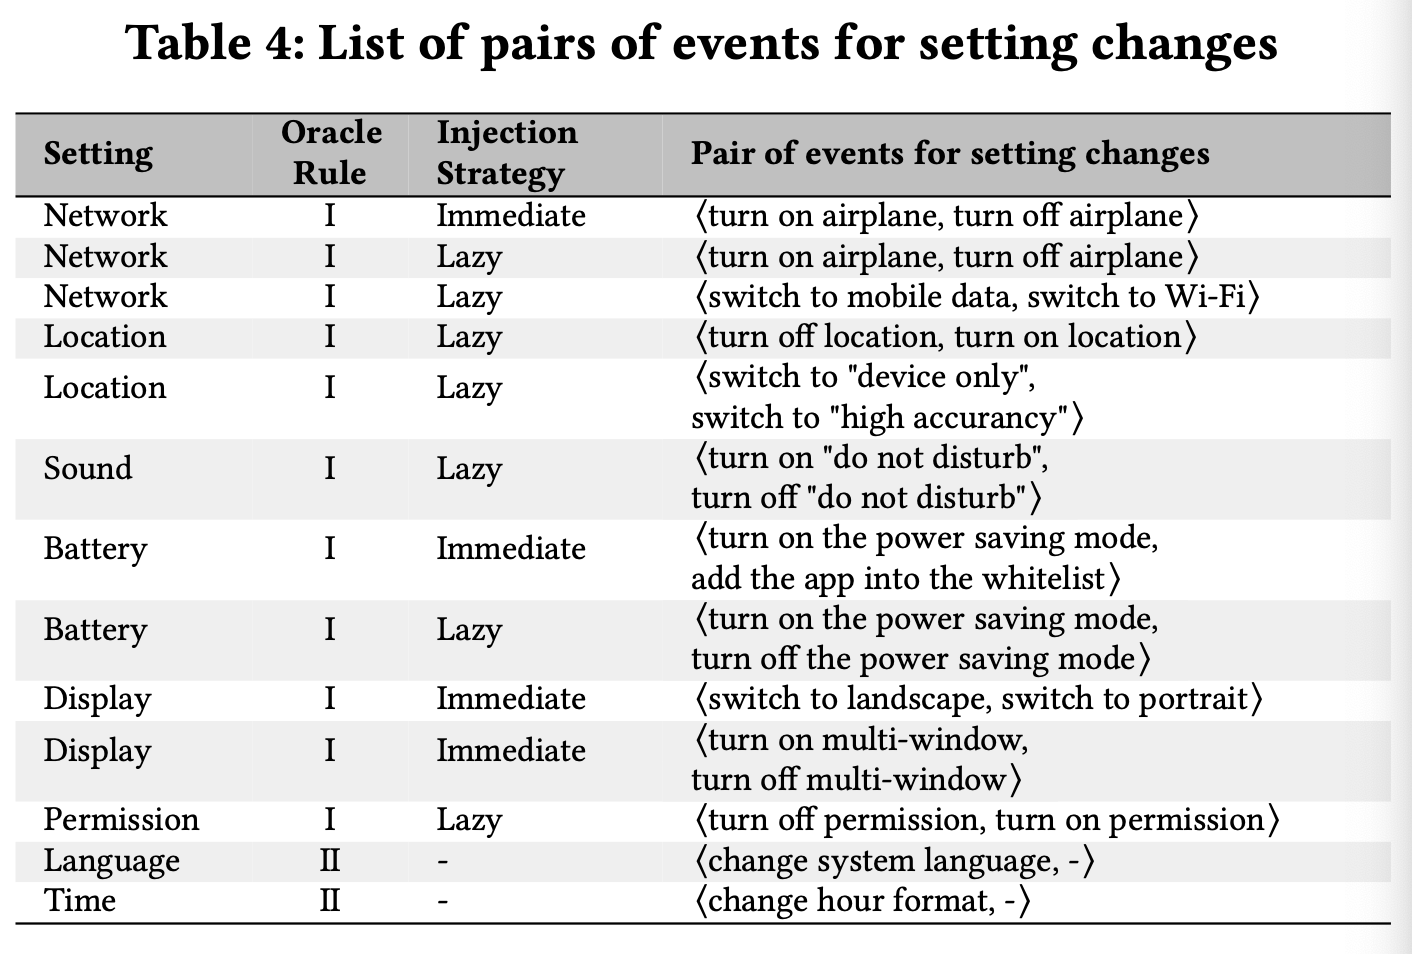 Table 4: List of pairs of events for setting changes
Setting Oracle Rule Injection Strategy Pair of events for setting changes
Network I Immediate ⟨turn on airplane, turn off airplane⟩
Network I Lazy ⟨turn on airplane, turn off airplane⟩
Network I Lazy ⟨switch to mobile data, switch to Wi-Fi⟩
Location I Lazy ⟨turn off location, turn on location⟩
Location I Lazy ⟨switch to "device only",
switch to "high accurancy"⟩
Sound I Lazy ⟨turn on "do not disturb",
turn off "do not disturb"⟩
Battery I Immediate ⟨turn on the power saving mode,
add the app into the whitelist⟩
Battery I Lazy ⟨turn on the power saving mode,
turn off the power saving mode⟩
Display I Immediate ⟨switch to landscape, switch to portrait⟩
Display I Immediate ⟨turn on multi-window,
turn off multi-window⟩
Permission I Lazy ⟨turn off permission, turn on permission⟩
Language II - ⟨change system language, -⟩
Time II - ⟨change hour format, -⟩